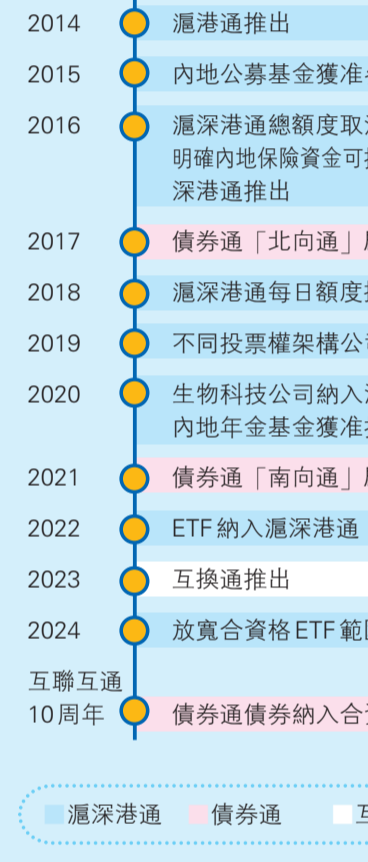 2014 滬港通推出
2015 內地公募基金獲准
2016 滬深港通總額度取
明確內地保險資金可
深港通推出
2017 債券通「北向通」
2018 滬深港通每日額度
2019 不同投票權架構公
2020 生物科技公司納入
內地年金基金獲准
2021 債券通「南向通」
2022 ETF納入滬深港通
2023 互換通推出
2024 放寬合資格ETF範
互聯互通
10周年 債券通債券納入合
滬深港通 債券通